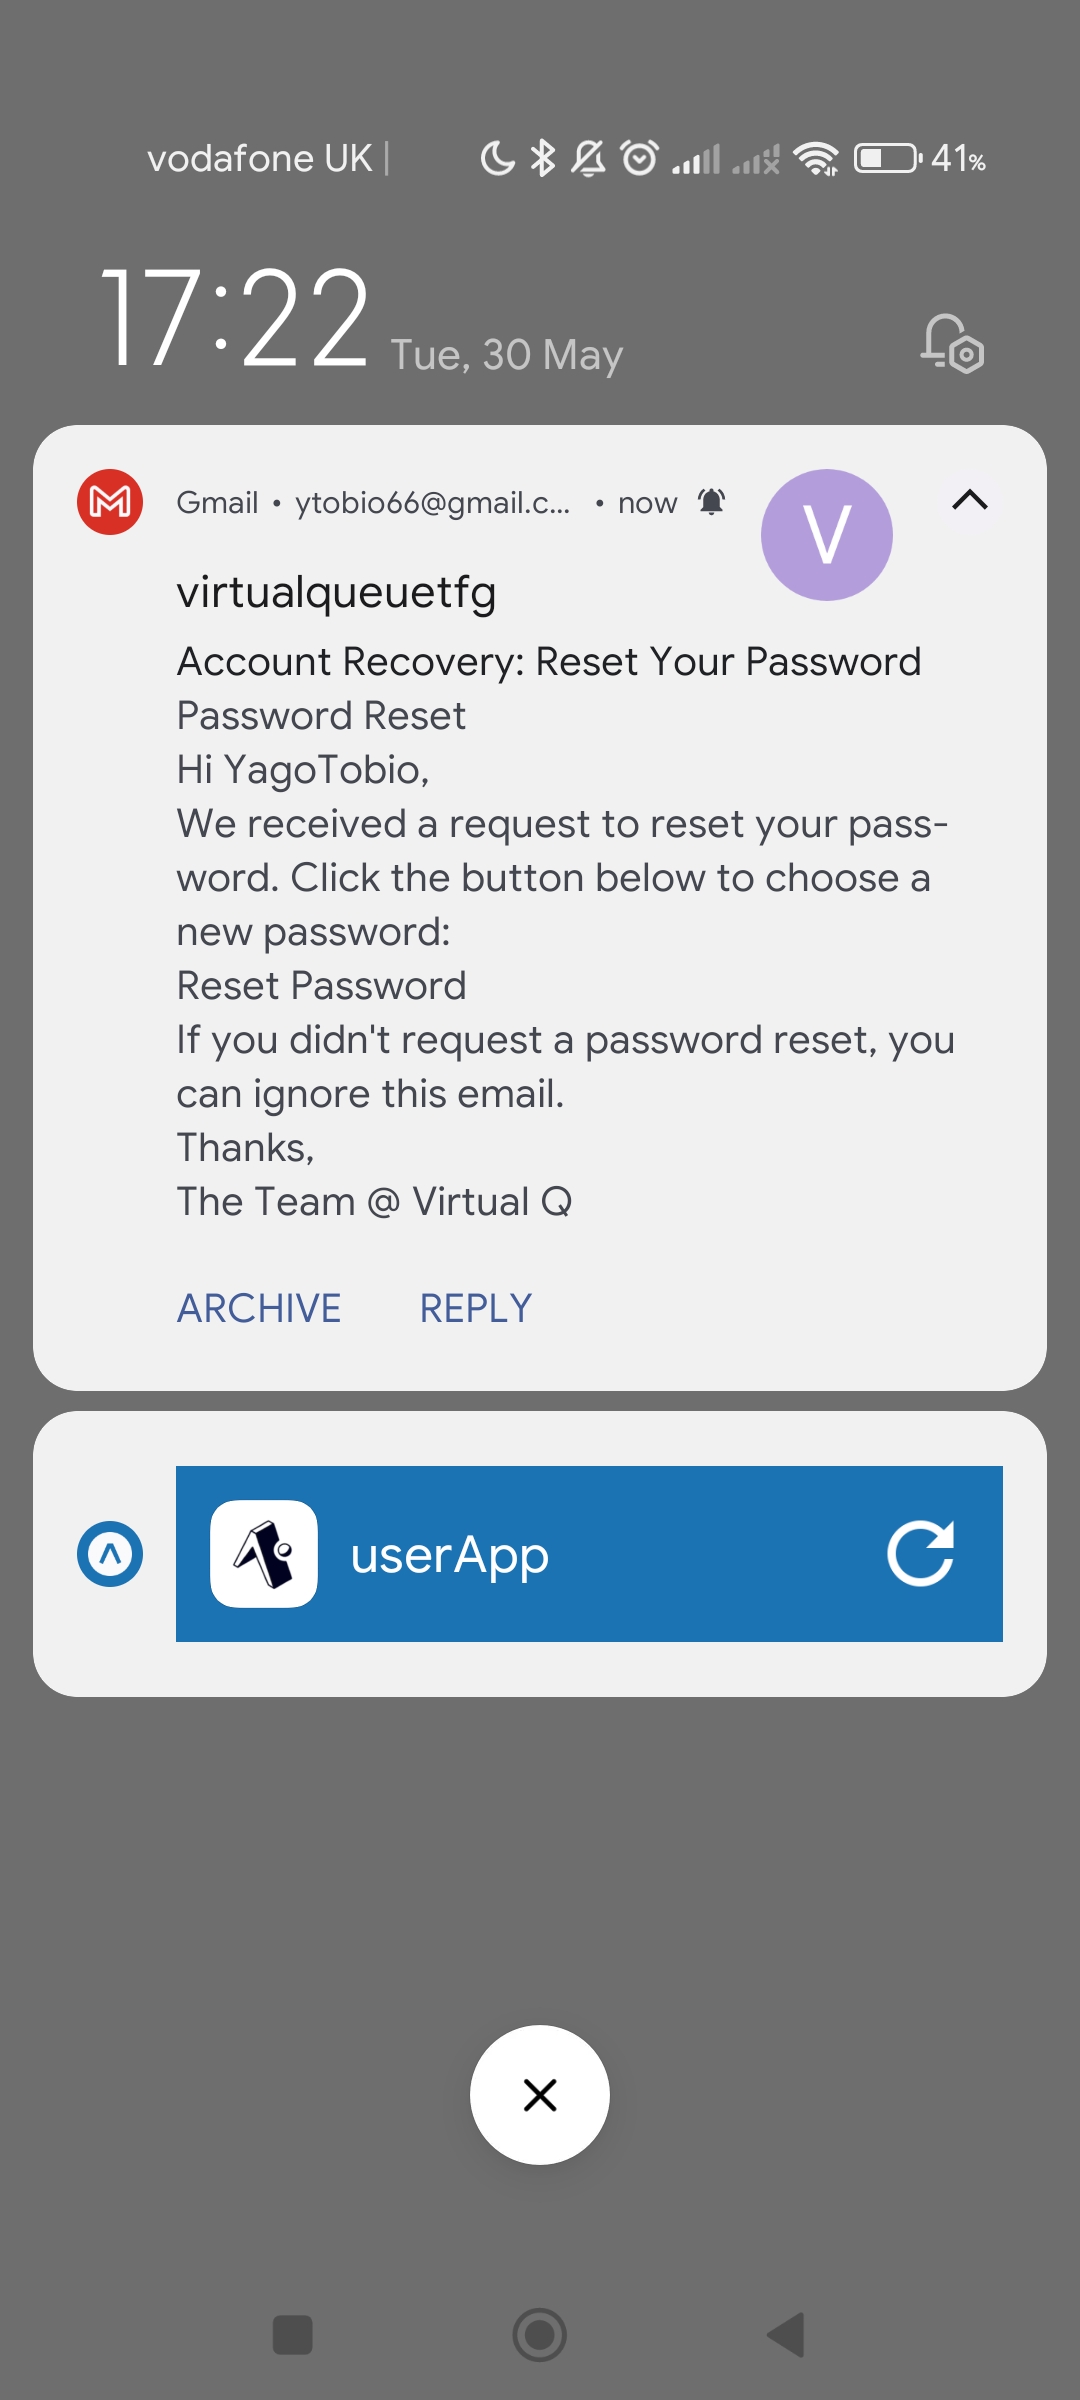 vodafone UK |
41%
17:22 Tue, 30 May
Gmail • ytobio66@gmail.c... • now
V
virtualqueuetfg
Account Recovery: Reset Your Password
Password Reset
Hi YagoTobio,
We received a request to reset your pass-
word. Click the button below to choose a
new password:
Reset Password
If you didn't request a password reset, you
can ignore this email.
Thanks,
The Team @ Virtual Q
ARCHIVE REPLY
userApp